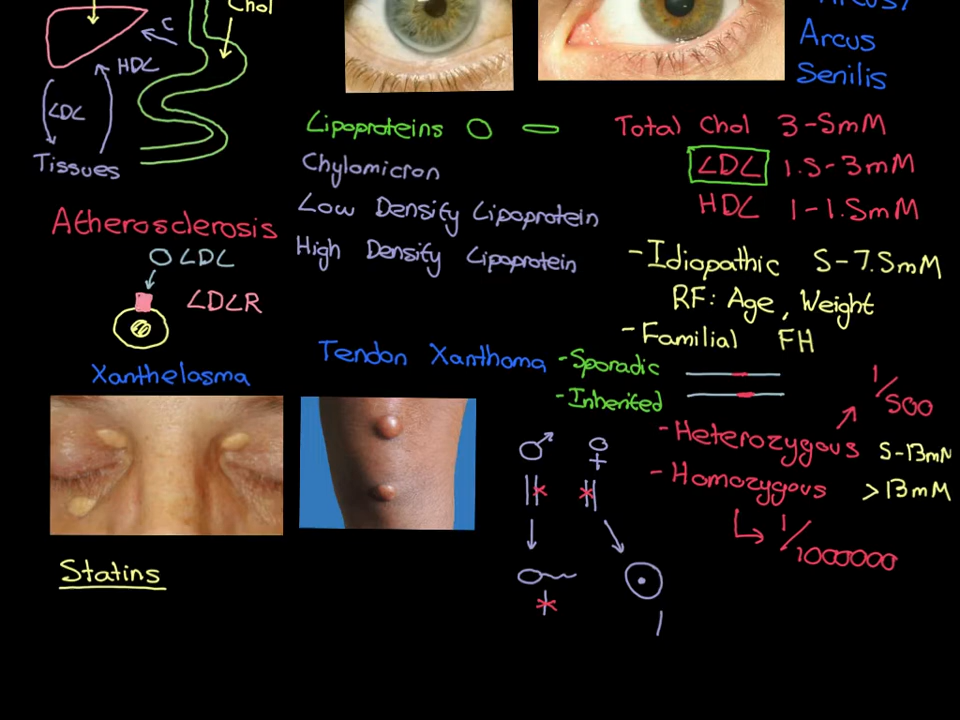 Chol
C
HDL
LDL
Tissues
Arcus
Senilis
Lipoproteins
Chylomicron
Low Density Lipoprotein
High Density Lipoprotein
Total Chol 3-5mM
LDL 1.5-3mM
HDL 1-1.5mM
Atherosclerosis
LDL
LDLR
-Idiopathic 5-7.5mM
RF: Age, Weight
-Familial FH
-Sporadic
-Inherited
1/500
-Heterozygous 5-13mM
-Homozygous >13mM
1/1000000
Xanthelasma
Tendon Xanthoma
Statins